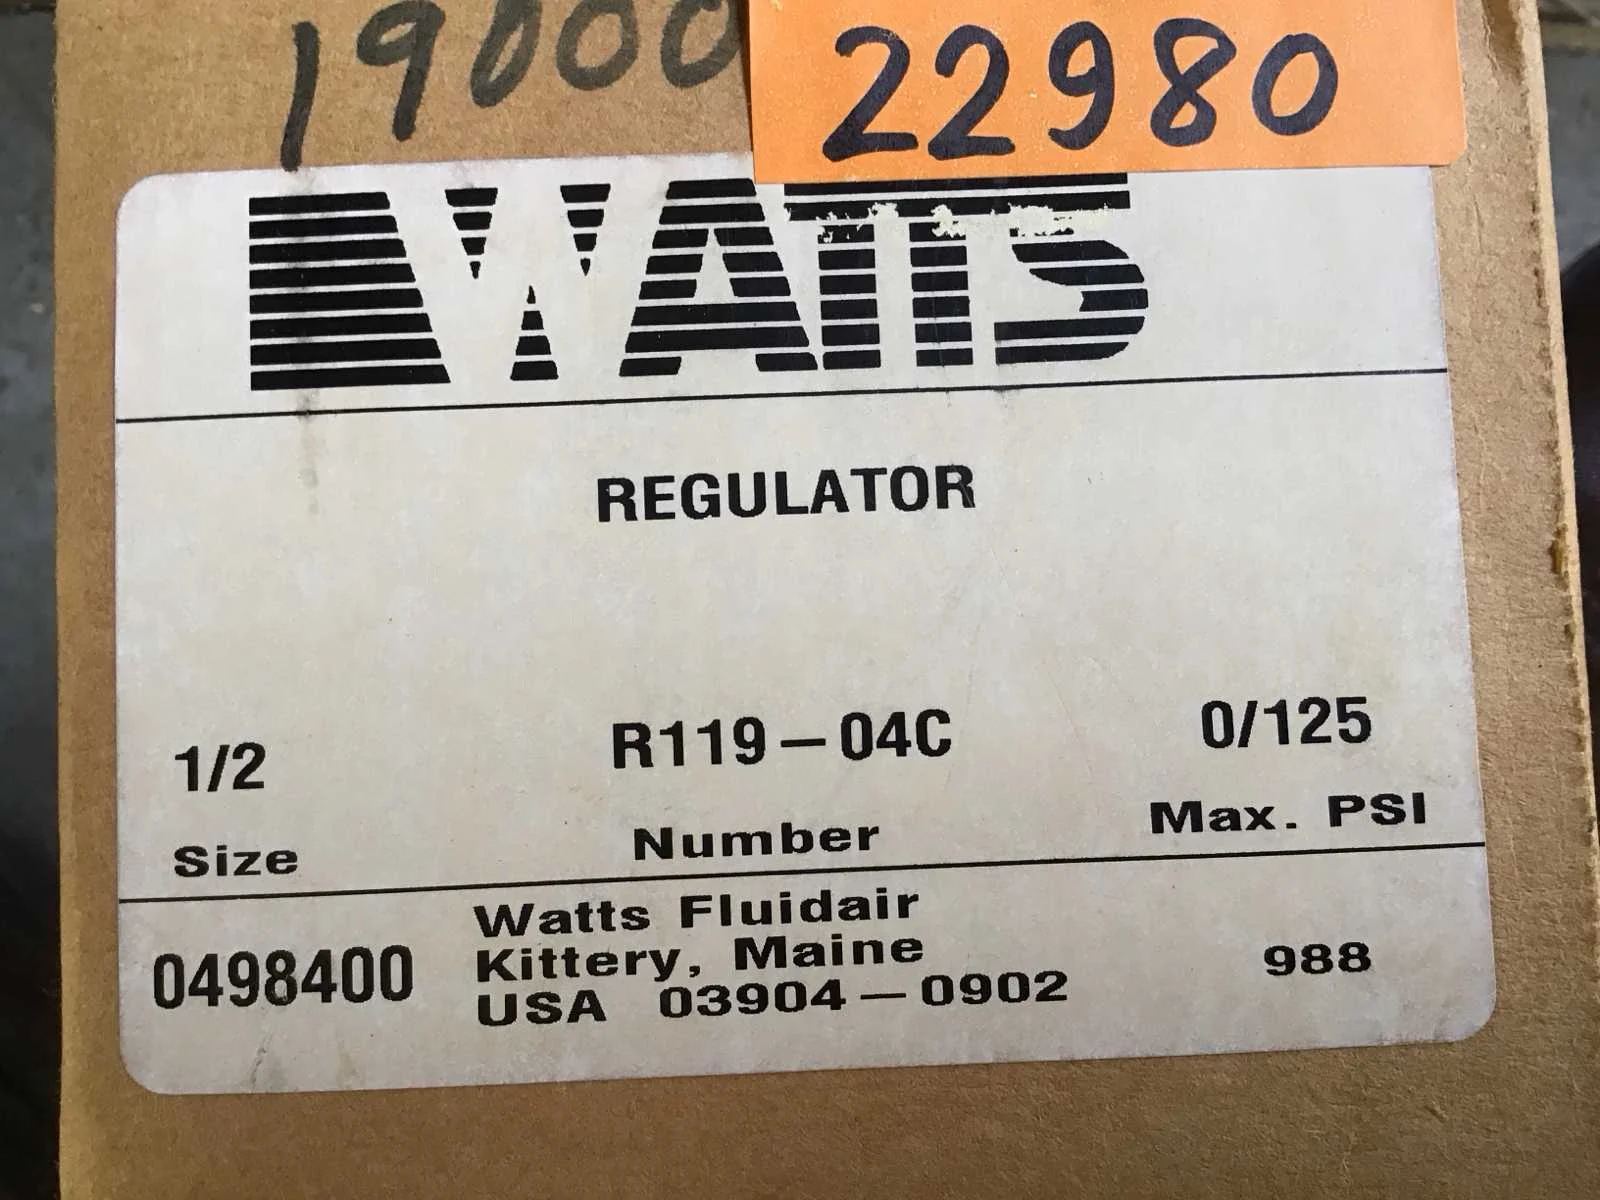 19000
22980
WATTS
REGULATOR
1/2 R119-04C 0/125
Size Number Max. PSI
0498400
Watts Fluidair
Kittery, Maine
USA 03904-0902
988